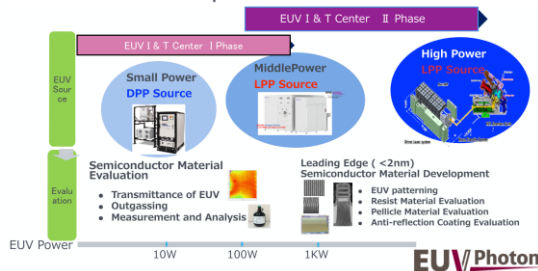 EUV I & T Center Ⅱ Phase
EUV I & T Center Ⅰ Phase
EUV
Sour
ce
Small Power
DPP Source
MiddlePower
LPP Source
High Power
LPP Source
Evalu
ation
Semiconductor Material
Evaluation
• Transmittance of EUV
• Outgassing
• Measurement and Analysis
Leading Edge ( <2nm)
Semiconductor Material Development
• EUV patterning
• Resist Material Evaluation
• Pellicle Material Evaluation
• Anti-reflection Coating Evaluation
EUV Power
10W
100W
1KW
EUV Photon